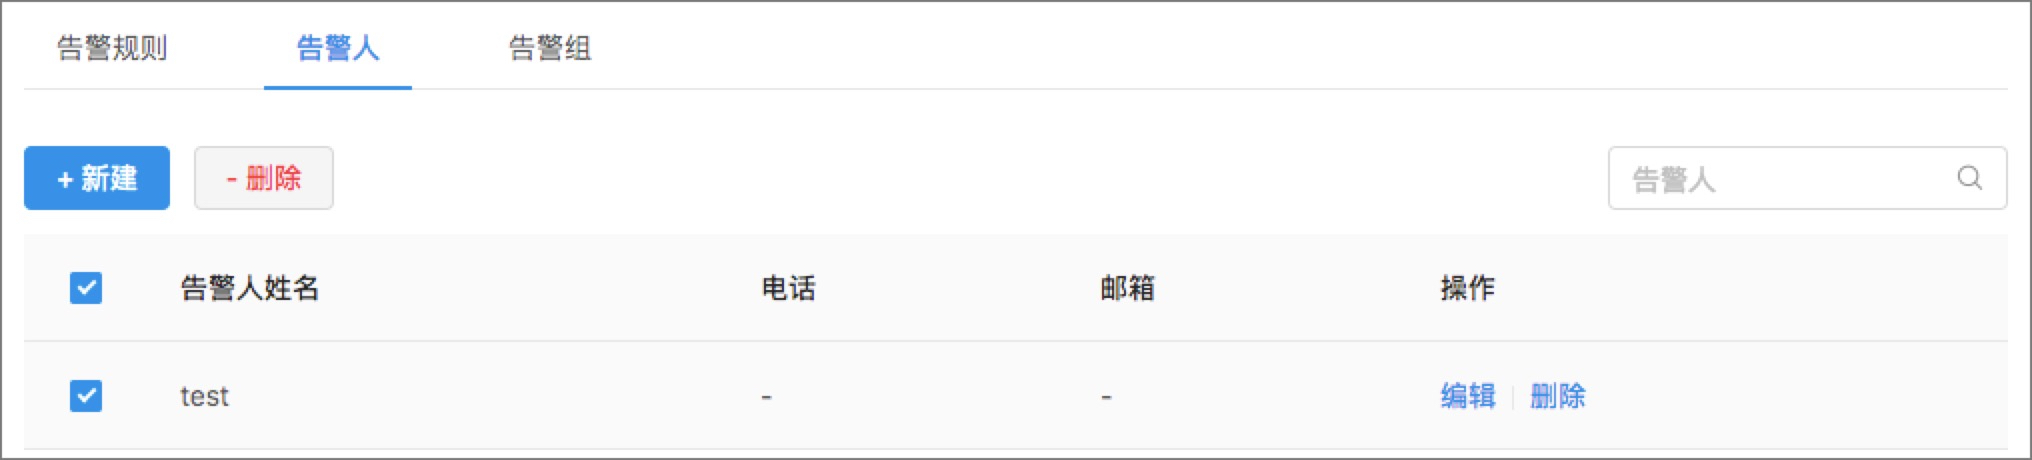 告警规则 告警人 告警组
+ 新建 - 删除 告警人
告警人姓名 电话 邮箱 操作
test - - 编辑 删除